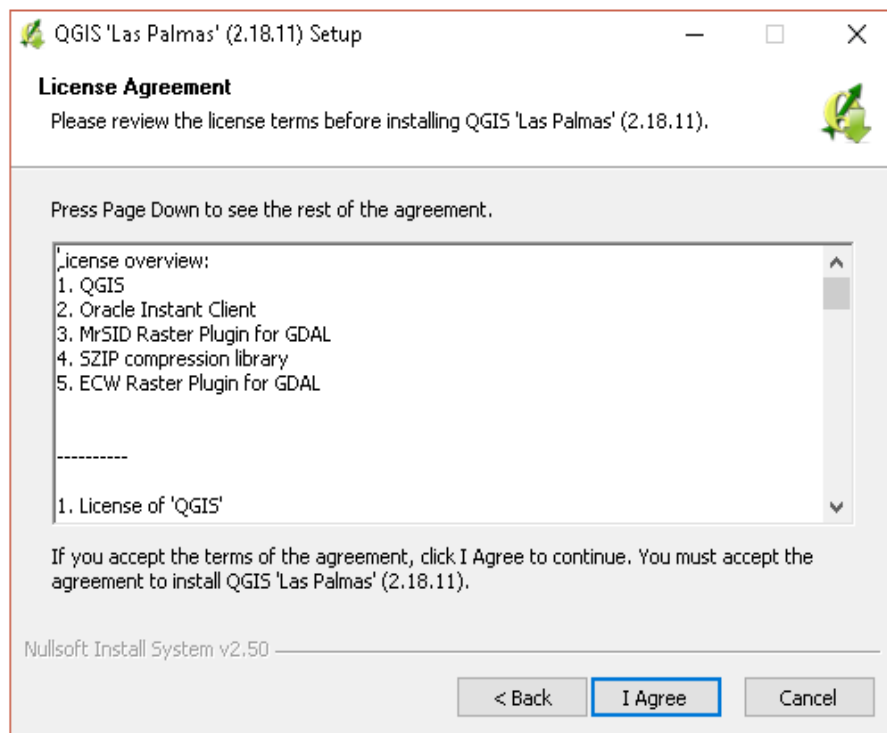 QGIS 'Las Palmas' (2.18.11) Setup
License Agreement
Please review the license terms before installing QGIS 'Las Palmas' (2.18.11).
Press Page Down to see the rest of the agreement.
License overview:
1. QGIS
2. Oracle Instant Client
3. MrSID Raster Plugin for GDAL
4. SZIP compression library
5. ECW Raster Plugin for GDAL
----------
1. License of 'QGIS'
If you accept the terms of the agreement, click I Agree to continue. You must accept the
agreement to install QGIS 'Las Palmas' (2.18.11).
Nullsoft Install System v2.50
< Back
I Agree
Cancel